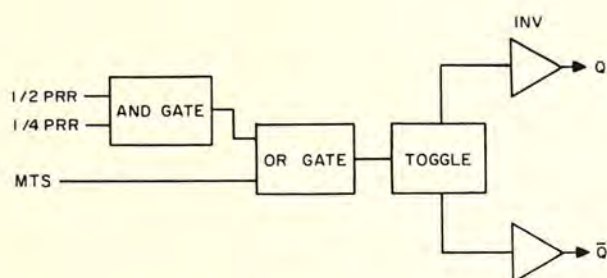 INV
Q
1/2 PRR
1/4 PRR
AND GATE
OR GATE
TOGGLE
MTS
Q̅